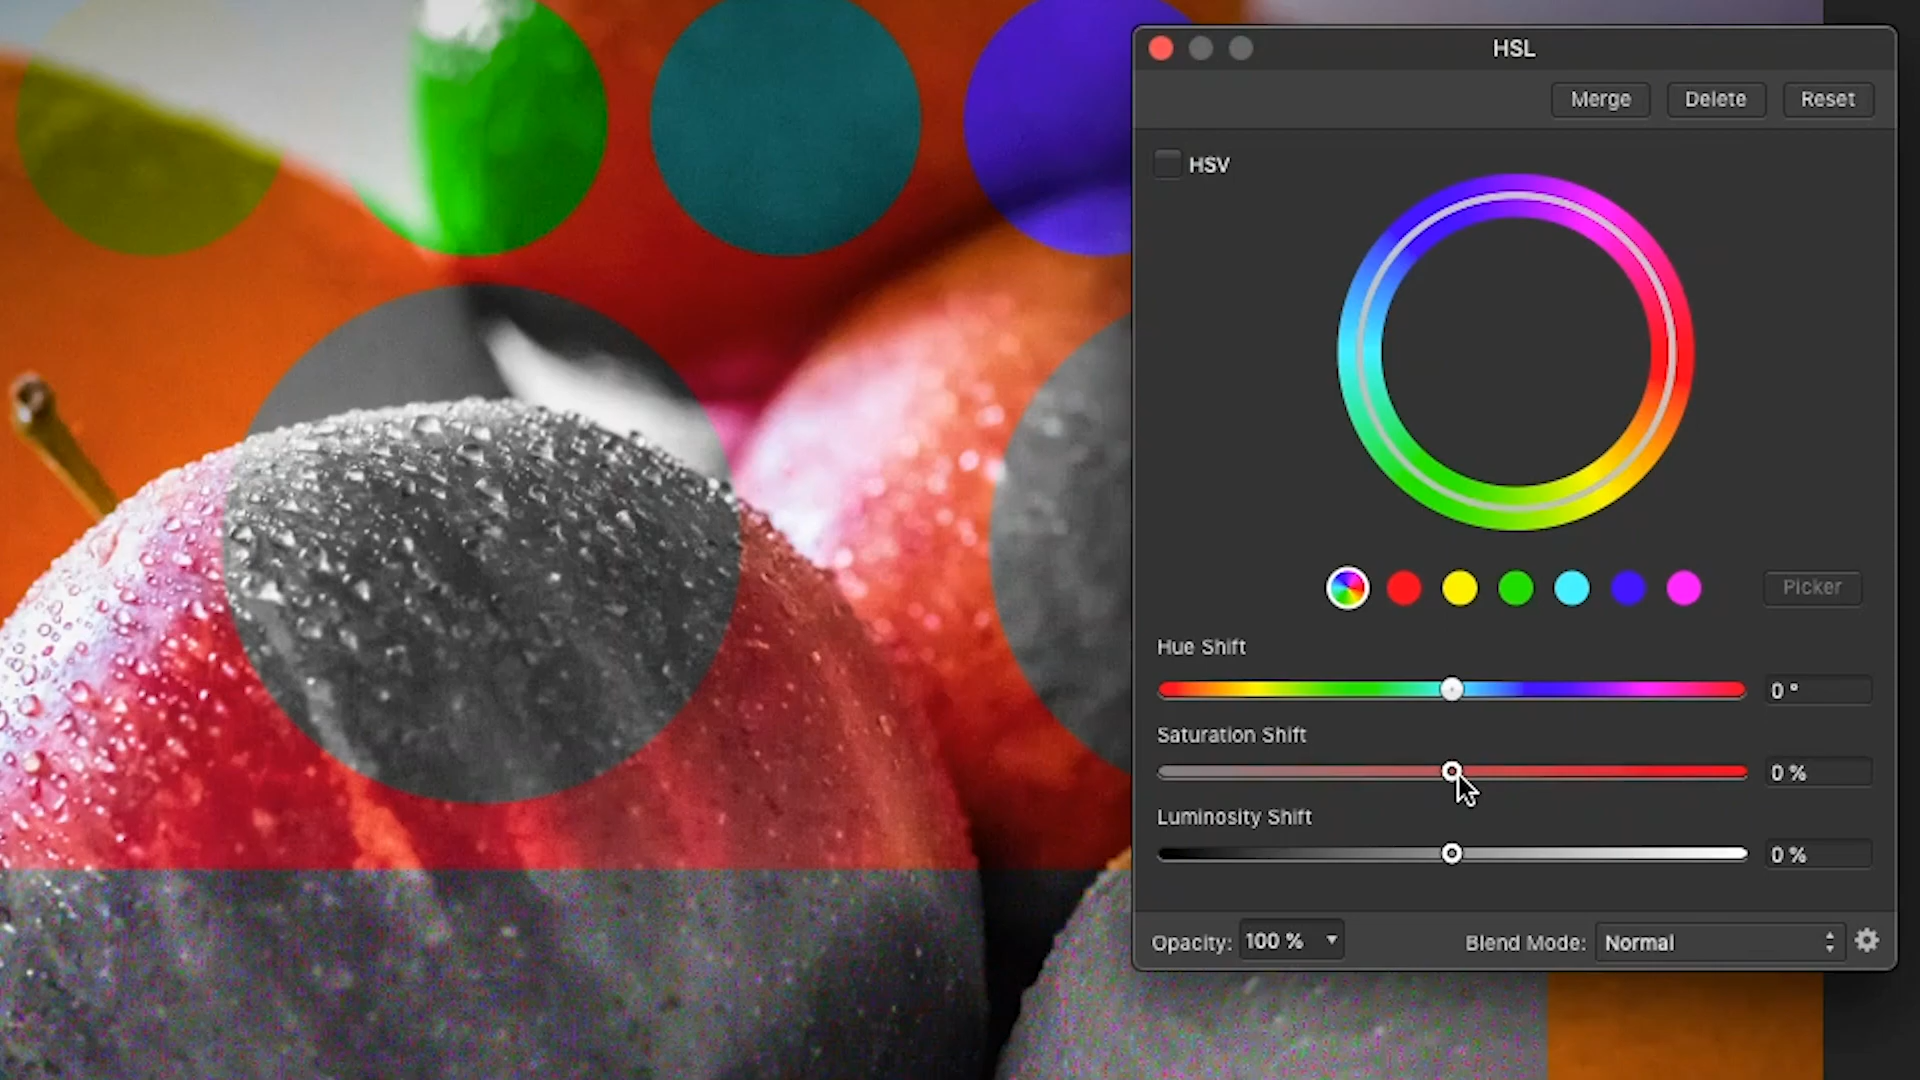 HSL
Merge
Delete
Reset
HSV
Picker
Hue Shift
0 °
Saturation Shift
0 %
Luminosity Shift
0 %
Opacity:
100 %
Blend Mode:
Normal